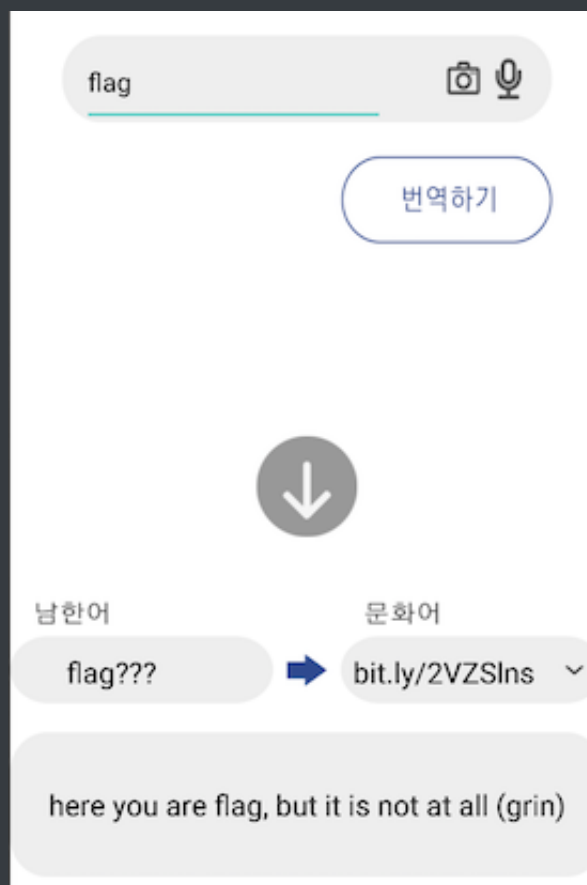 flag
번역하기
남한어
문화어
flag???
bit.ly/2VZSlns
here you are flag, but it is not at all (grin)